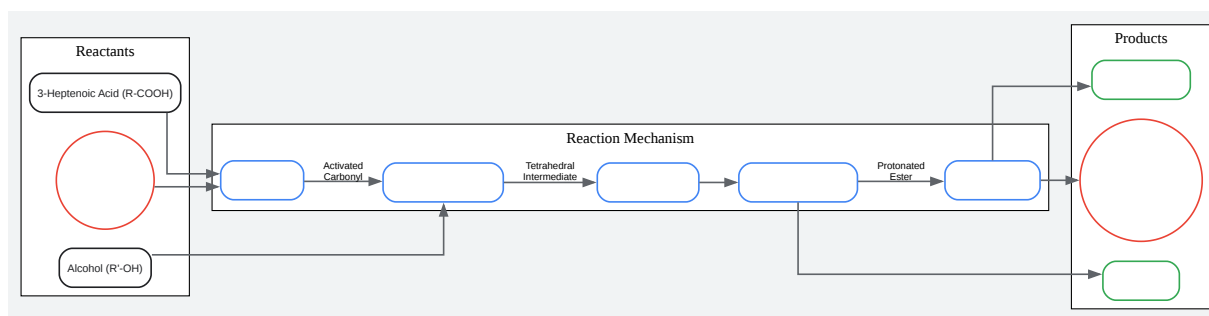 Reactants
3-Heptenoic Acid (R-COOH)
Alcohol (R'-OH)
Reaction Mechanism
Activated
Carbonyl
Tetrahedral
Intermediate
Protonated
Ester
Products